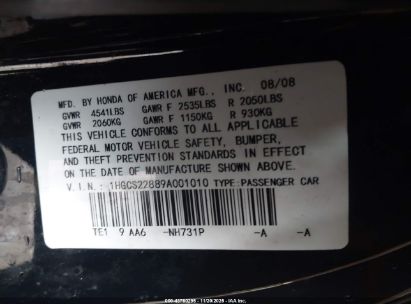 MFD. BY HONDA OF AMERICA MFG., INC. 08/08
GVWR 4541LBS GAWR F 2535LBS R 2050LBS
GVWR 2060KG GAWR F 1150KG R 930KG
THIS VEHICLE CONFORMS TO ALL APPLICABLE
FEDERAL MOTOR VEHICLE SAFETY, BUMPER,
AND THEFT PREVENTION STANDARDS IN EFFECT
ON THE DATE OF MANUFACTURE SHOWN ABOVE.
V.I.N.: 1HGCS22889A001010 TYPE PASSENGER CAR
TE1 9 AA6 -NH731P -A -A